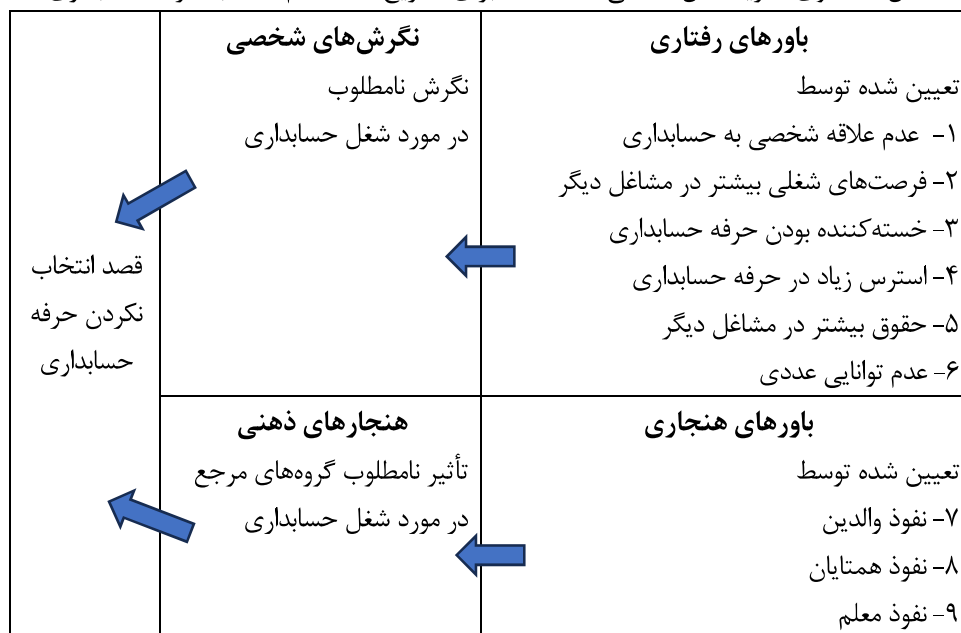 باورهای رفتاری
تعیین شده توسط
۱- عدم علاقه شخصی به حسابداری
۲- فرصت‌های شغلی بیشتر در مشاغل دیگر
۳- خسته‌کننده بودن حرفه حسابداری
۴- استرس زیاد در حرفه حسابداری
۵- حقوق بیشتر در مشاغل دیگر
۶- عدم توانایی عددی
نگرش‌های شخصی
نگرش نامطلوب
در مورد شغل حسابداری
باورهای هنجاری
تعیین شده توسط
۷- نفوذ والدین
۸- نفوذ همتایان
۹- نفوذ معلم
هنجارهای ذهنی
تأثیر نامطلوب گروه‌های مرجع
در مورد شغل حسابداری
قصد انتخاب
نکردن حرفه
حسابداری